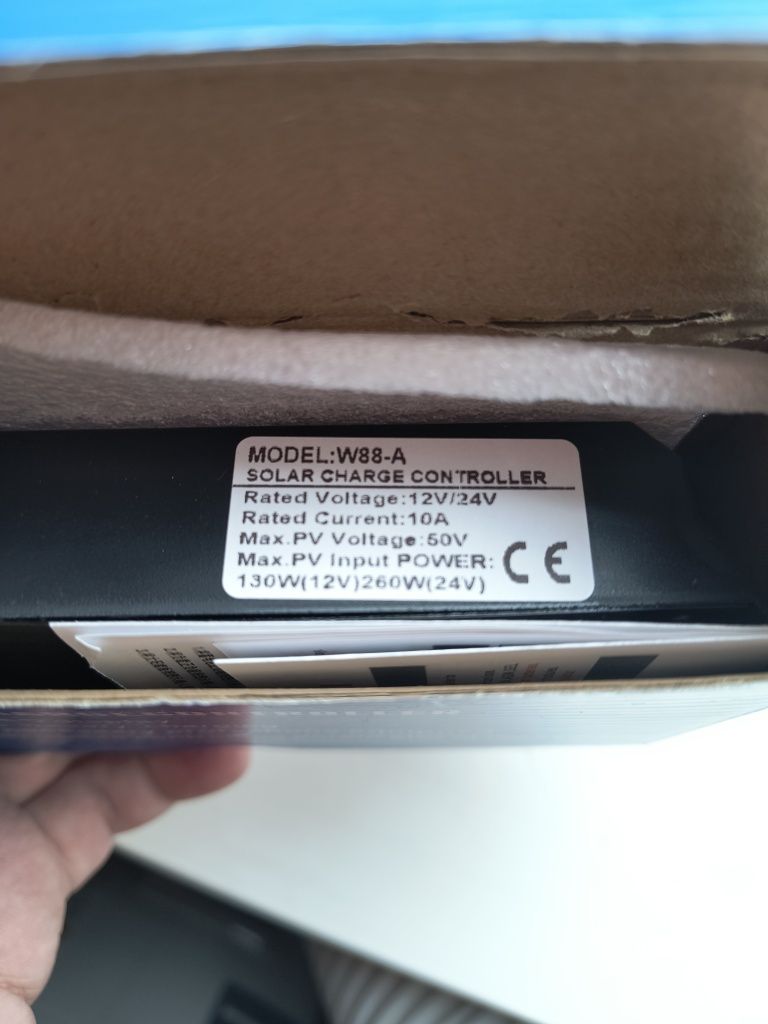 MODEL:W88-A
SOLAR CHARGE CONTROLLER
Rated Voltage:12V/24V
Rated Current:10A
Max.PV Voltage:50V
Max.PV Input POWER:
130W(12V)260W(24V)
CE